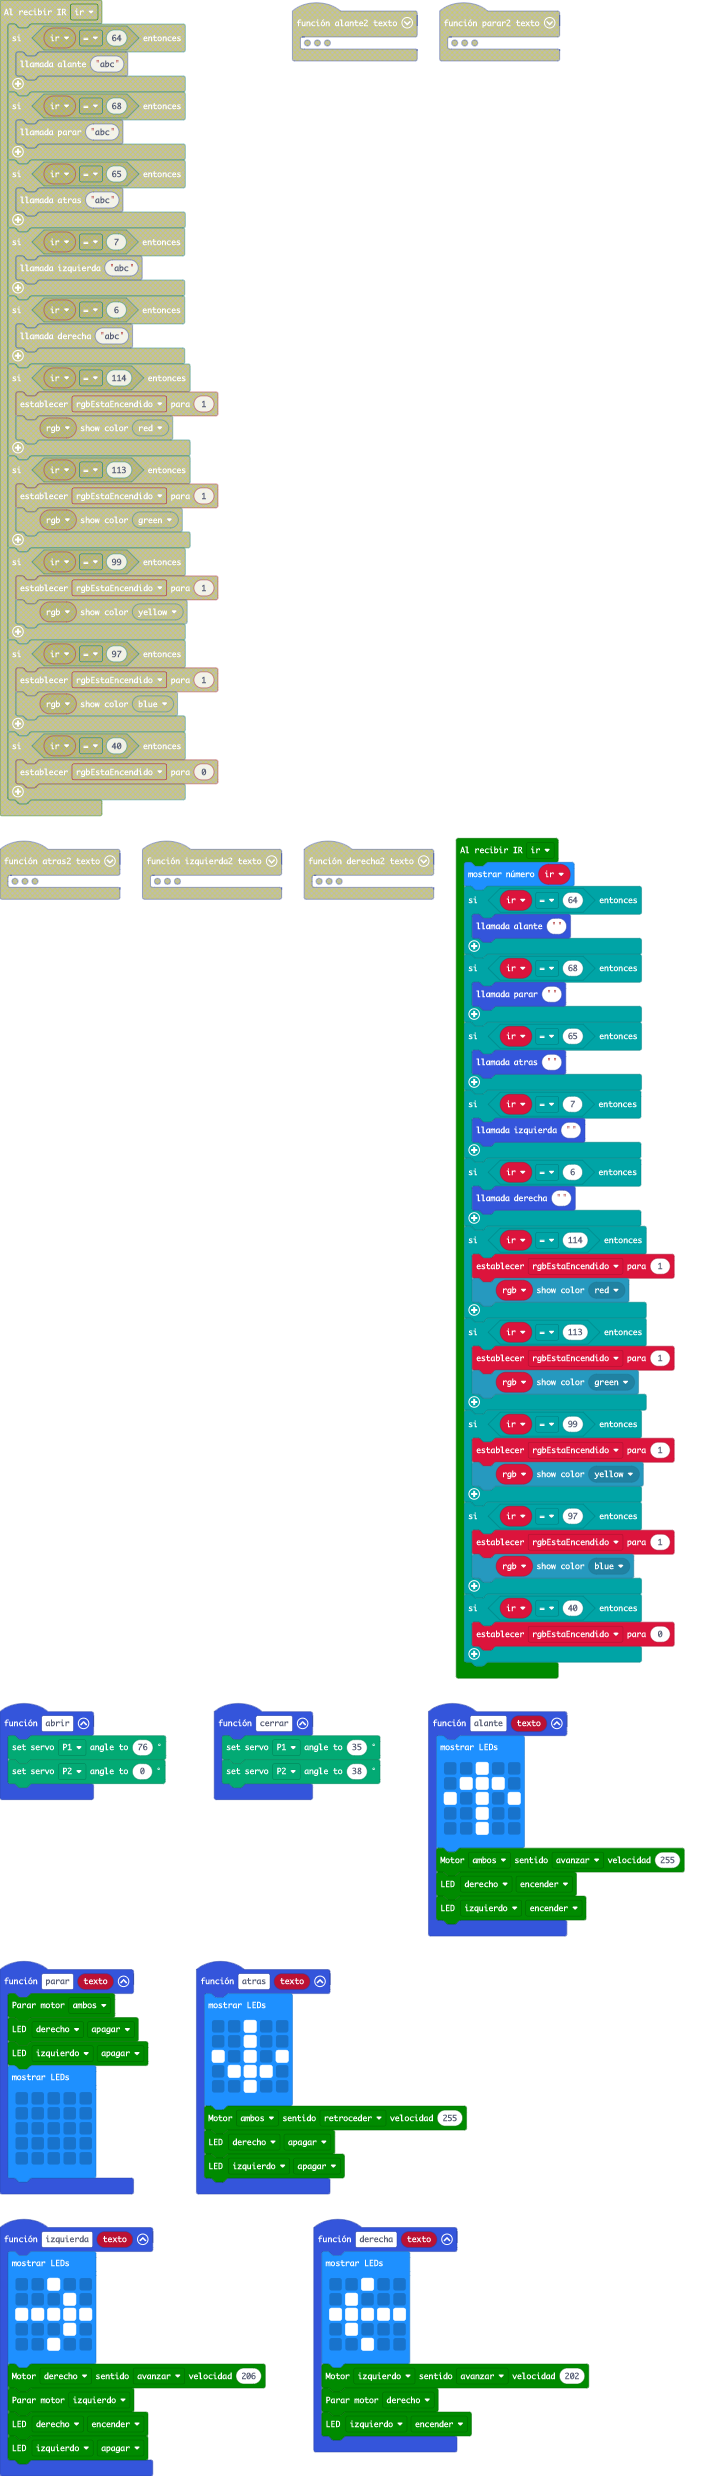 Al recibir IR ir
si ir = 64 entonces
llamada alante "abc"
si ir = 68 entonces
llamada parar "abc"
si ir = 65 entonces
llamada atras "abc"
si ir = 7 entonces
llamada izquierda "abc"
si ir = 6 entonces
llamada derecha "abc"
si ir = 114 entonces
establecer rgbEstaEncendido para 1
rgb show color red
si ir = 113 entonces
establecer rgbEstaEncendido para 1
rgb show color green
si ir = 99 entonces
establecer rgbEstaEncendido para 1
rgb show color yellow
si ir = 97 entonces
establecer rgbEstaEncendido para 1
rgb show color blue
si ir = 40 entonces
establecer rgbEstaEncendido para 0
función alante2 texto
función parar2 texto
función atras2 texto
función izquierda2 texto
función derecha2 texto
Al recibir IR ir
mostrar número ir
si ir = 64 entonces
llamada alante " "
si ir = 68 entonces
llamada parar " "
si ir = 65 entonces
llamada atras " "
si ir = 7 entonces
llamada izquierda " "
si ir = 6 entonces
llamada derecha " "
si ir = 114 entonces
establecer rgbEstaEncendido para 1
rgb show color red
si ir = 113 entonces
establecer rgbEstaEncendido para 1
rgb show color green
si ir = 99 entonces
establecer rgbEstaEncendido para 1
rgb show color yellow
si ir = 97 entonces
establecer rgbEstaEncendido para 1
rgb show color blue
si ir = 40 entonces
establecer rgbEstaEncendido para 0
función abrir
set servo P1 angle to 76 °
set servo P2 angle to 0 °
función cerrar
set servo P1 angle to 35 °
set servo P2 angle to 38 °
función alante texto
mostrar LEDs
Motor ambos sentido avanzar velocidad 255
LED derecho encender
LED izquierdo encender
función parar texto
Parar motor ambos
LED derecho apagar
LED izquierdo apagar
mostrar LEDs
función atras texto
mostrar LEDs
Motor ambos sentido retroceder velocidad 255
LED derecho apagar
LED izquierdo apagar
función izquierda texto
mostrar LEDs
Motor derecho sentido avanzar velocidad 206
Parar motor izquierdo
LED derecho encender
LED izquierdo apagar
función derecha texto
mostrar LEDs
Motor izquierdo sentido avanzar velocidad 202
Parar motor derecho
LED izquierdo encender